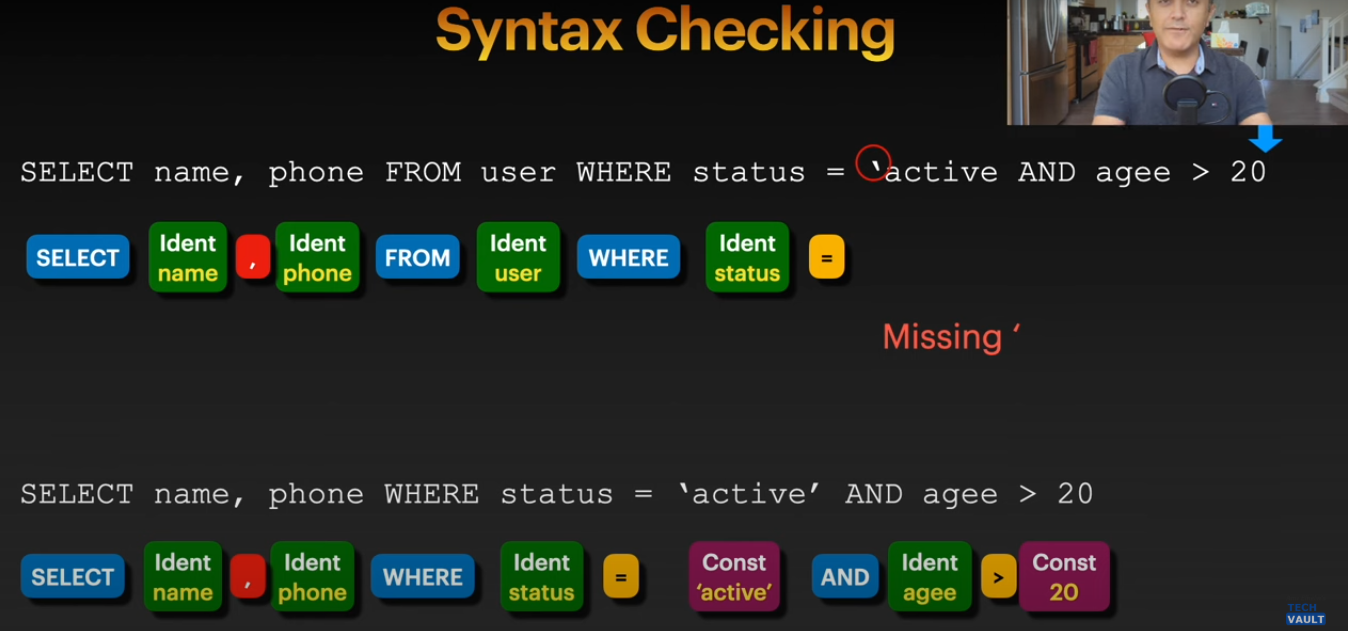 Syntax Checking
SELECT name, phone FROM user WHERE status = ‘active AND agee > 20
SELECT Ident name , Ident phone FROM Ident user WHERE Ident status =
Missing ‘
SELECT name, phone WHERE status = ‘active’ AND agee > 20
SELECT Ident name , Ident phone WHERE Ident status = Const ‘active’ AND Ident agee > Const 20
TECH
VAULT